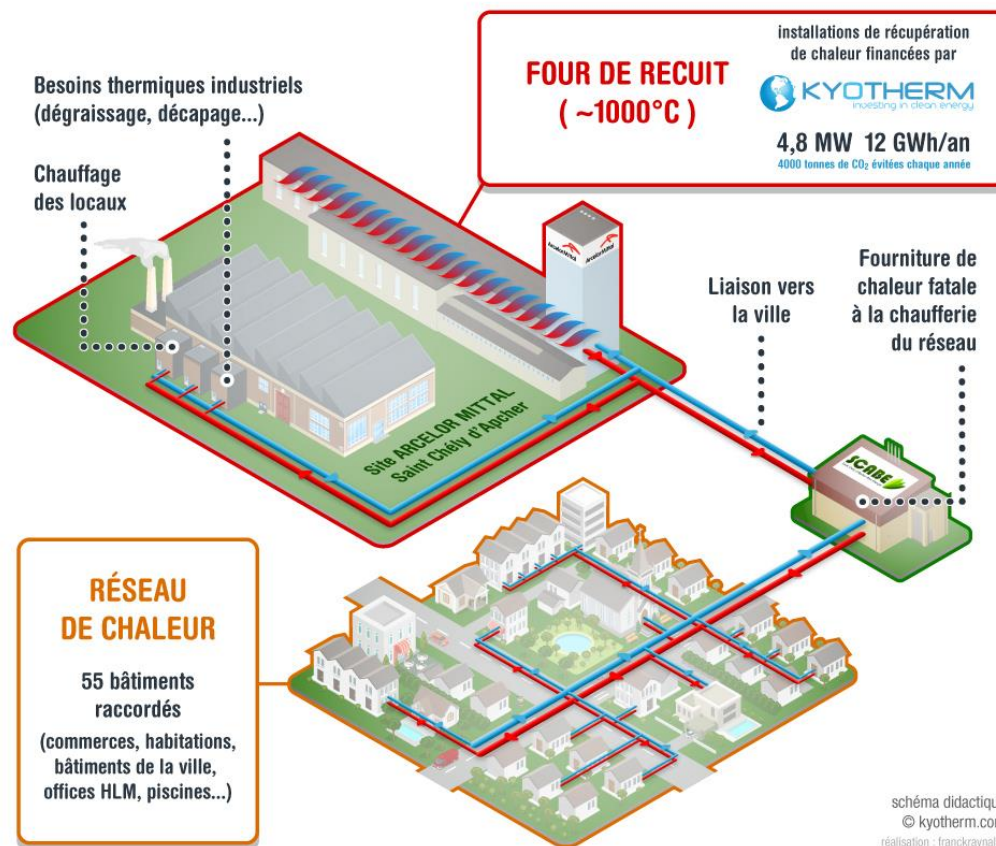 Besoins thermiques industriels
(dégraissage, décapage...)
Chauffage
des locaux
FOUR DE RECUIT
( ~1000°C )
installations de récupération
de chaleur financées par
KYOTHERM
investing in clean energy
4,8 MW 12 GWh/an
4000 tonnes de CO₂ évitées chaque année
ArcelorMittal
ArcelorMittal
Liaison vers
la ville
Fourniture de
chaleur fatale
à la chaufferie
du réseau
Site ARCELOR MITTAL
Saint Chély d'Apcher
SCABE
RÉSEAU
DE CHALEUR
55 bâtiments
raccordés
(commerces, habitations,
bâtiments de la ville,
offices HLM, piscines...)
schéma didactiqu
© kyotherm.co
réalisation :